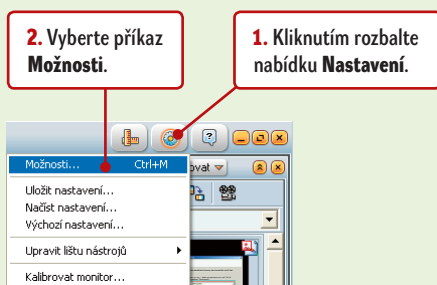 2. Vyberte příkaz
Možnosti.
1. Kliknutím rozbalte
nabídku Nastavení.
Možnosti... Ctrl+M
ovat
Uložit nastavení...
Načíst nastavení...
Výchozí nastavení...
Upravit lištu nástrojů
Kalibrovat monitor...